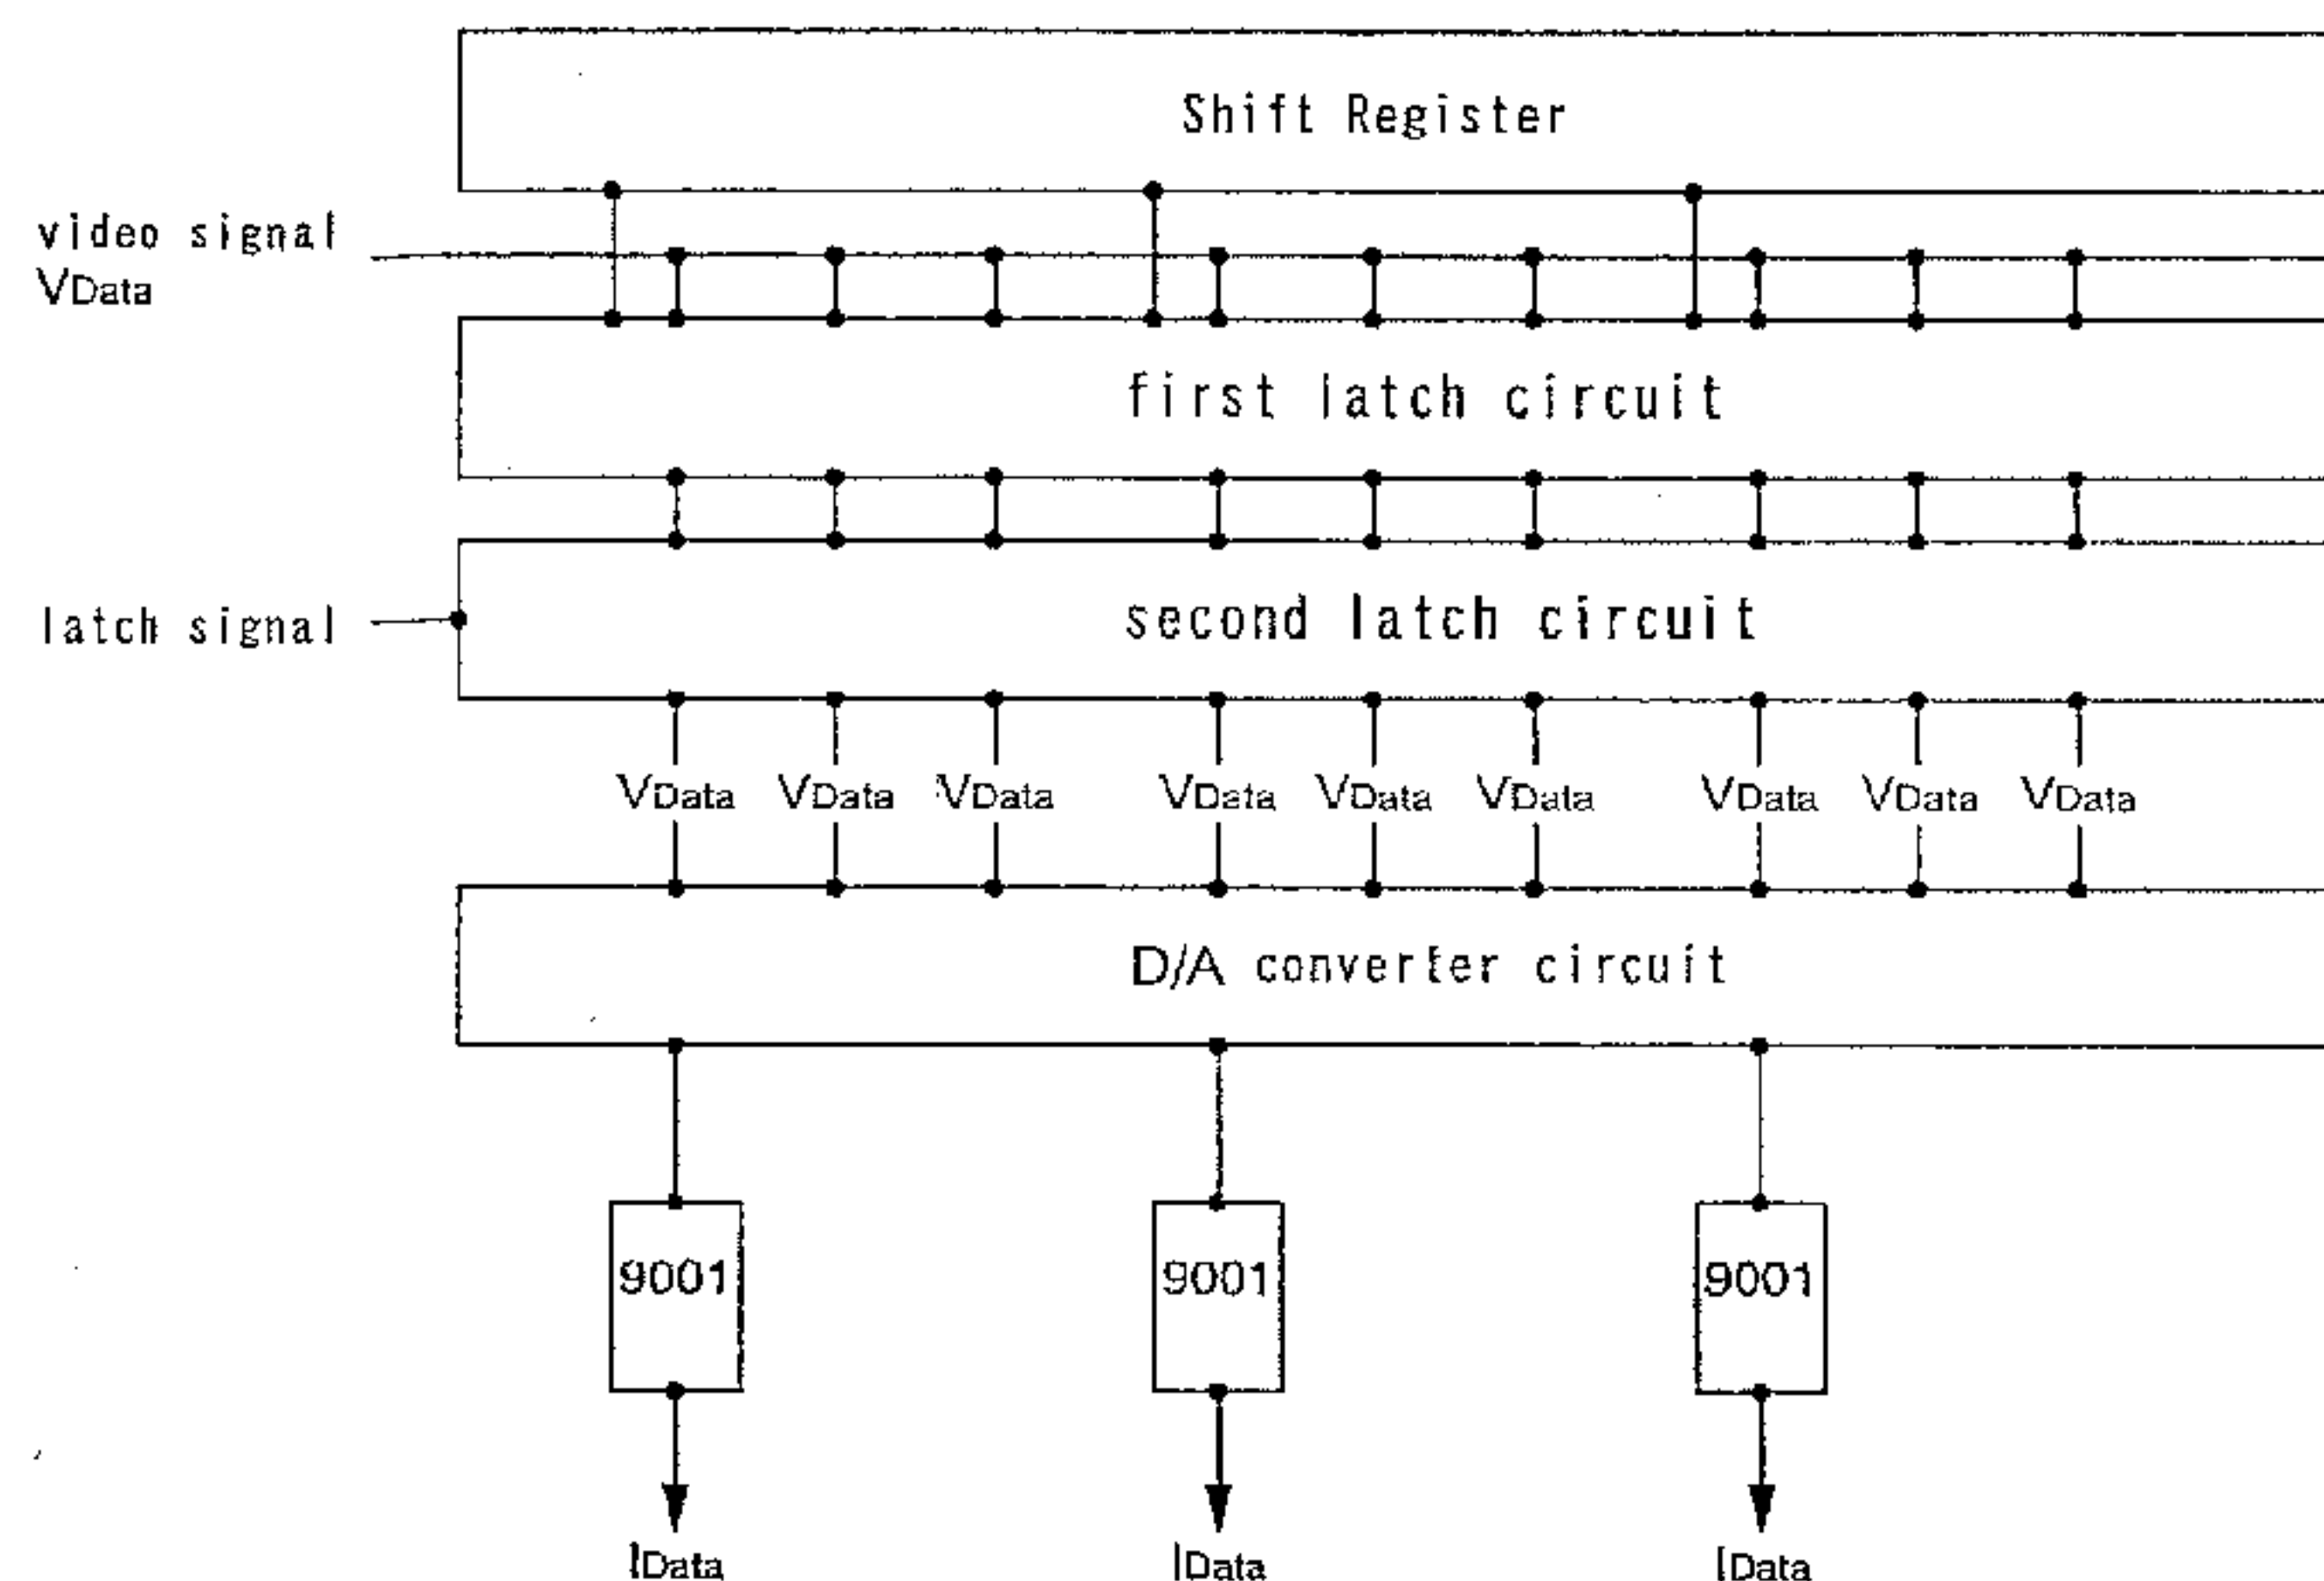 Shift Register
video signal
VData
first latch circuit
latch signal
second latch circuit
VData VData VData VData VData VData VData VData VData
D/A converter circuit
9001 9001 9001
IData IData IData